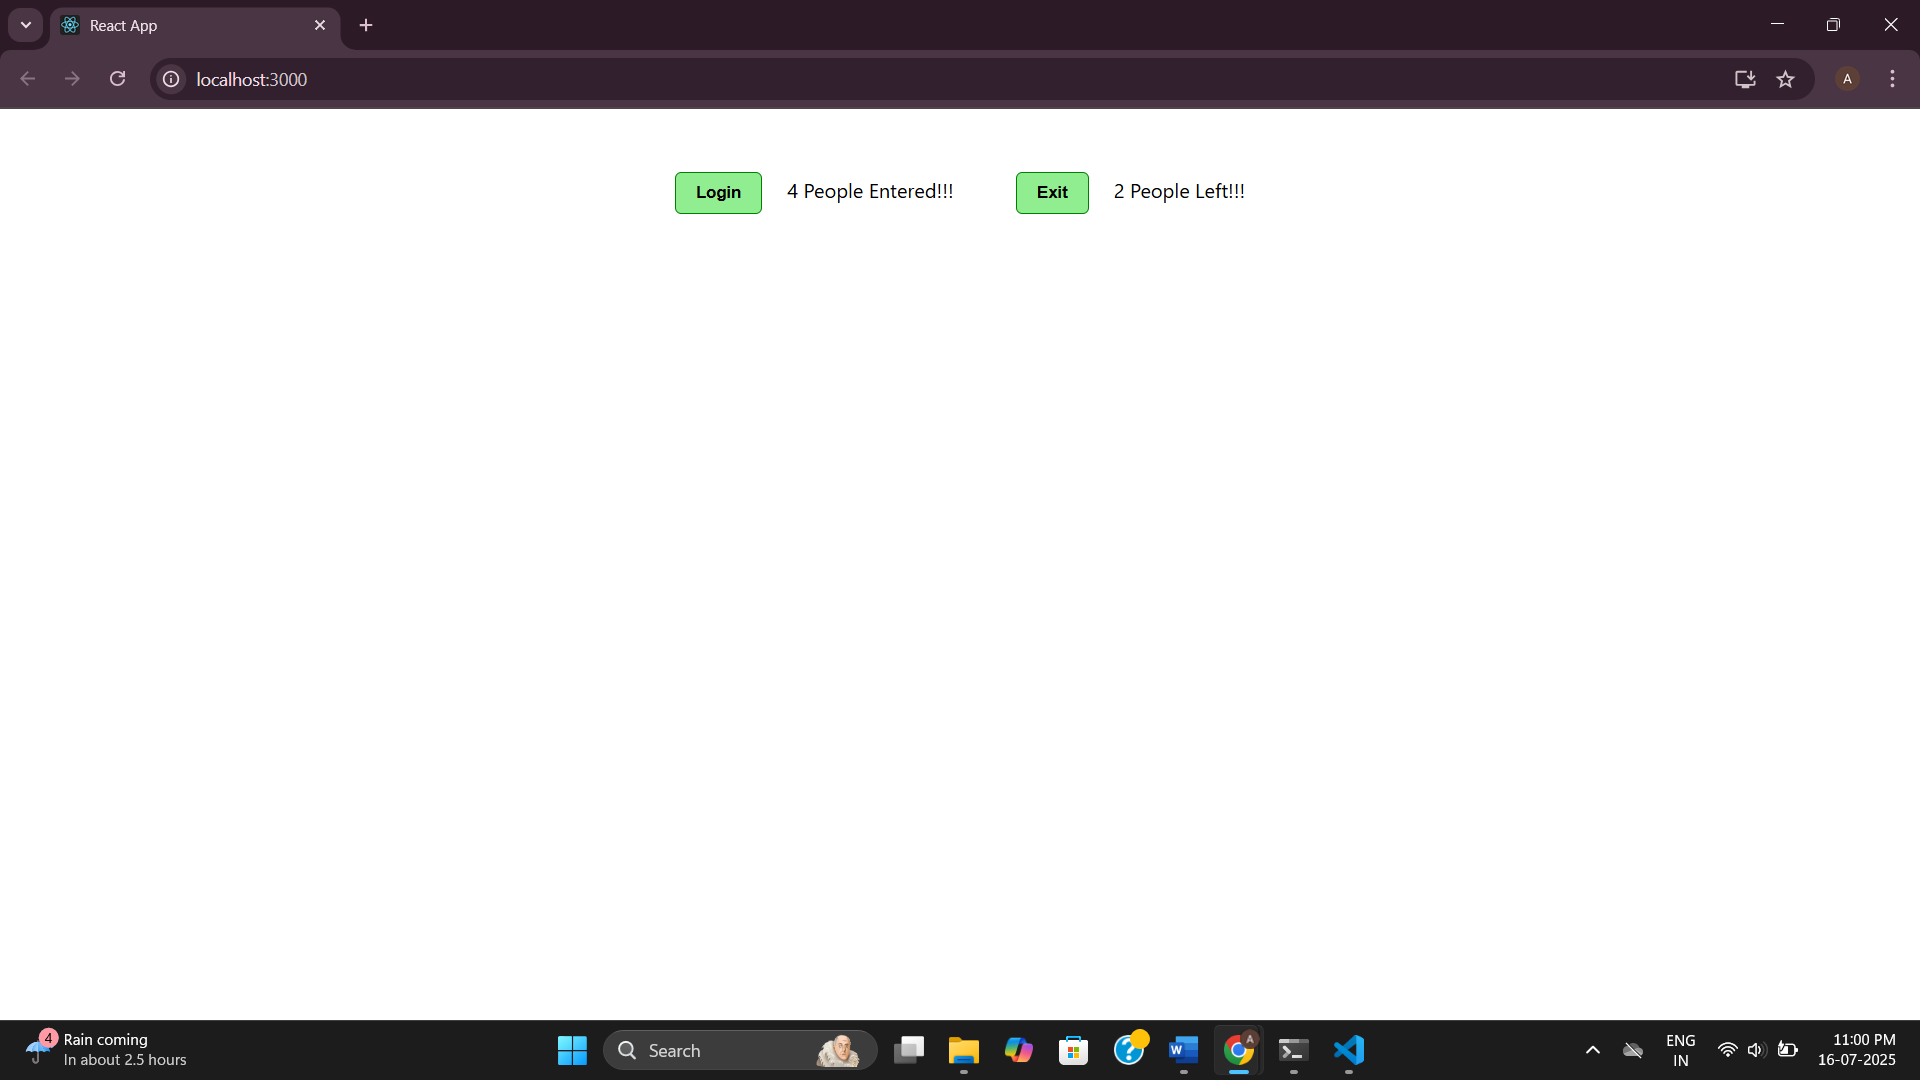 React App
localhost:3000
A
Login 4 People Entered!!! Exit 2 People Left!!!
4
Rain coming
In about 2.5 hours
Search
W
A
ENG
IN
11:00 PM
16-07-2025